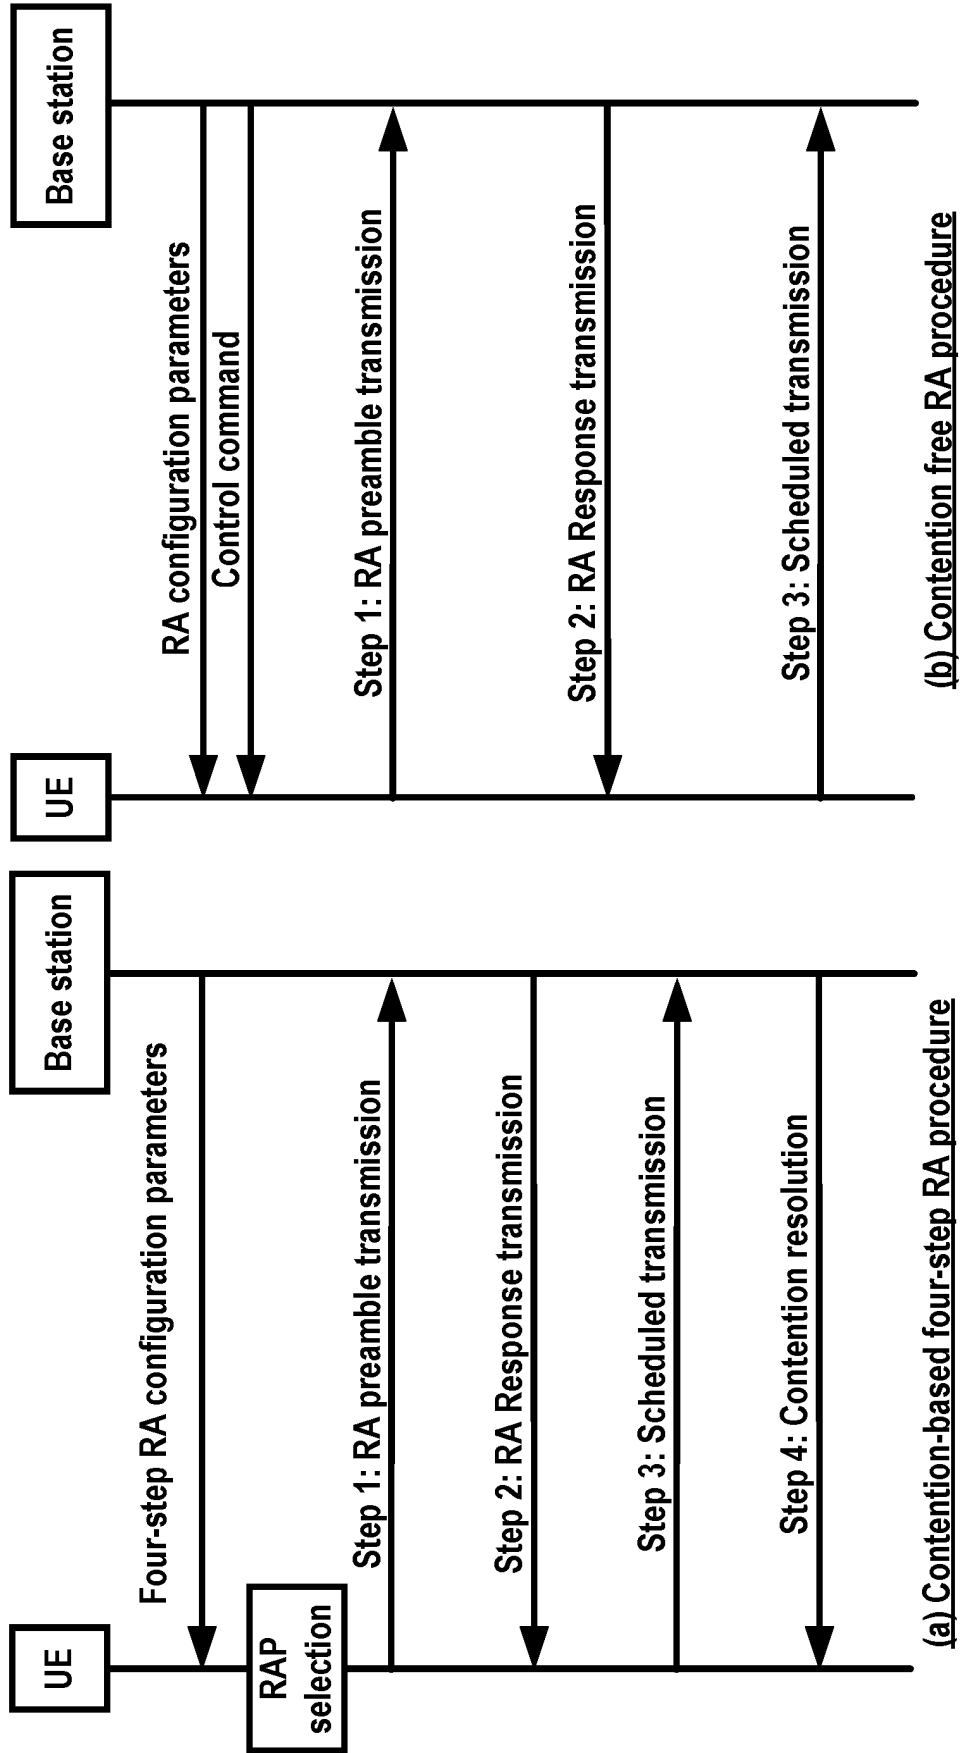 UE
Base station
Four-step RA configuration parameters
RAP
selection
Step 1: RA preamble transmission
Step 2: RA Response transmission
Step 3: Scheduled transmission
Step 4: Contention resolution
(a) Contention-based four-step RA procedure
UE
Base station
RA configuration parameters
Control command
Step 1: RA preamble transmission
Step 2: RA Response transmission
Step 3: Scheduled transmission
(b) Contention free RA procedure